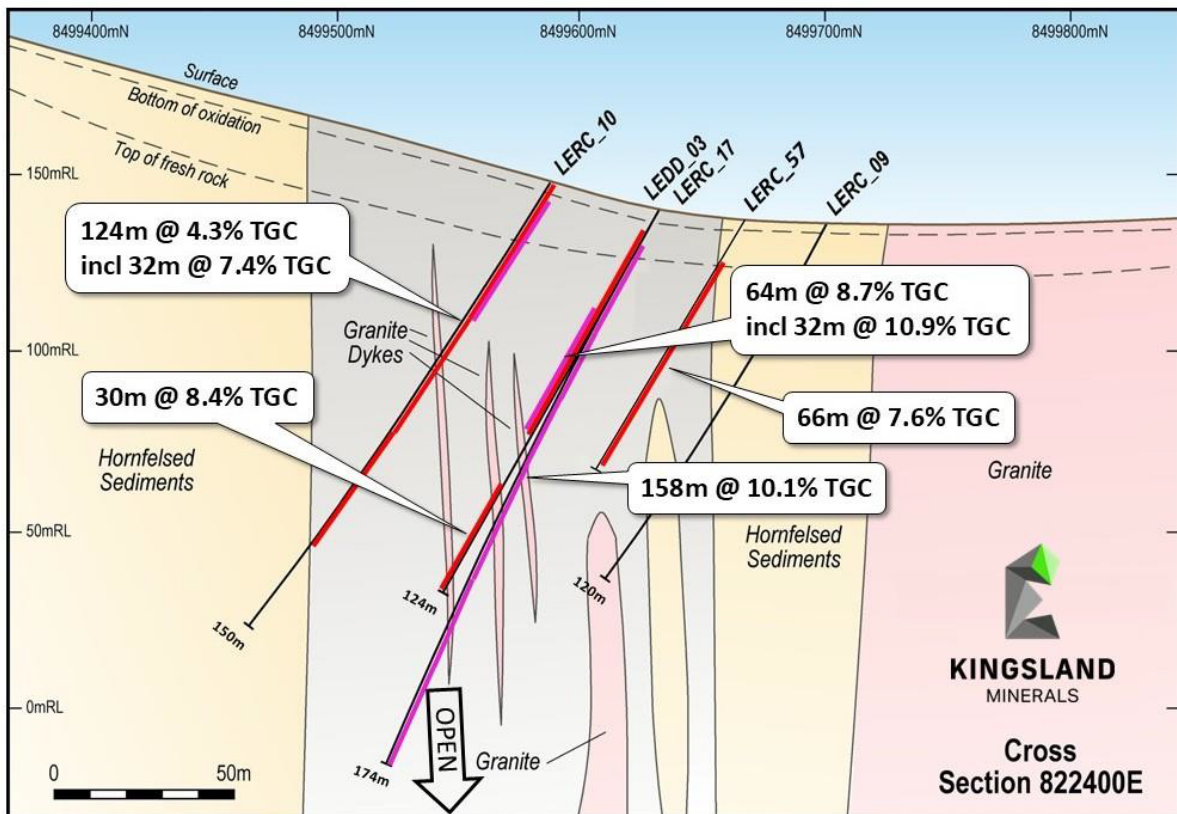 8499400mN
8499500mN
8499600mN
8499700mN
8499800mN
Surface
Bottom of oxidation
Top of fresh rock
LERC_10
LEDD_03
LERC_17
LERC_57
LERC_09
150mRL
100mRL
50mRL
0mRL
124m @ 4.3% TGC
incl 32m @ 7.4% TGC
64m @ 8.7% TGC
incl 32m @ 10.9% TGC
Granite
Dykes
30m @ 8.4% TGC
66m @ 7.6% TGC
158m @ 10.1% TGC
Hornfelsed
Sediments
Granite
Hornfelsed
Sediments
150m
124m
120m
174m
OPEN
Granite
0
50m
KINGSLAND
MINERALS
Cross
Section 822400E